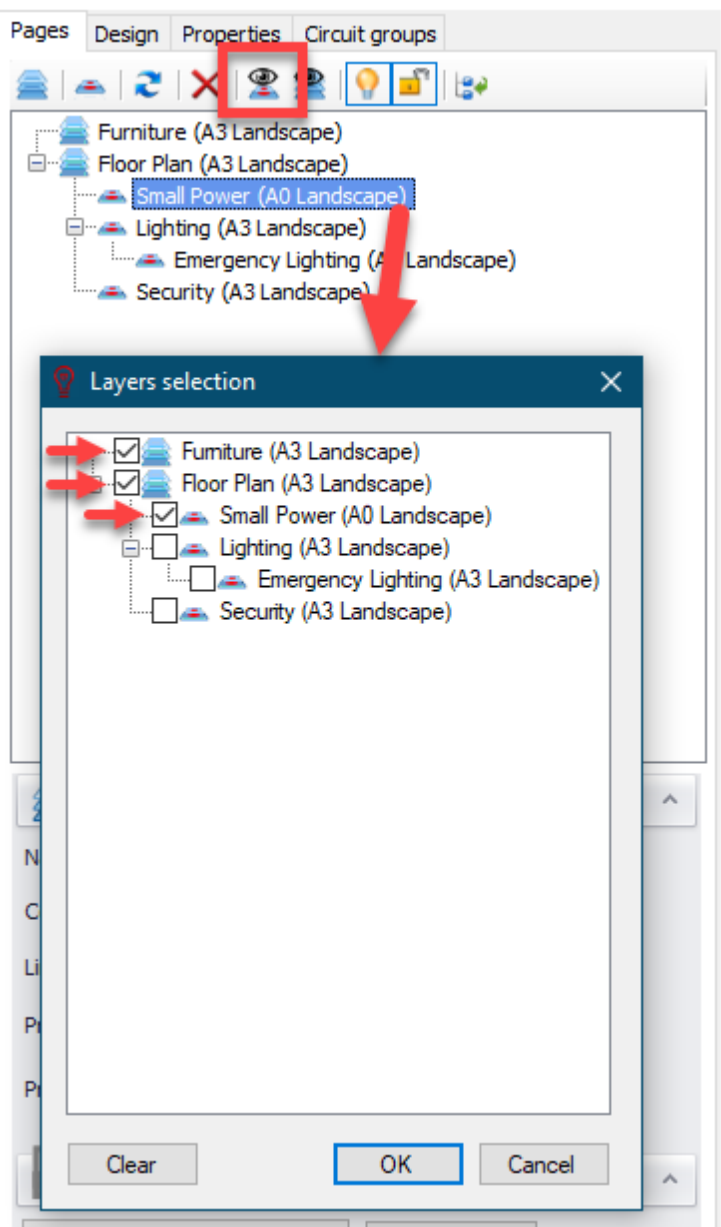 Pages Design Properties Circuit groups
Furniture (A3 Landscape)
Floor Plan (A3 Landscape)
Small Power (A0 Landscape)
Lighting (A3 Landscape)
Emergency Lighting Landscape)
Security (A3 Landscape)
Layers selection
Furniture (A3 Landscape)
Floor Plan (A3 Landscape)
Small Power (A0 Landscape)
Lighting (A3 Landscape)
Emergency Lighting (A3 Landscape)
Security (A3 Landscape)
Clear OK Cancel